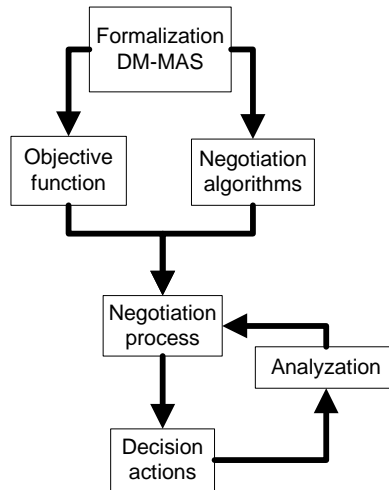 Formalization
DM-MAS
Objective
function
Negotiation
algorithms
Negotiation
process
Analyzation
Decision
actions